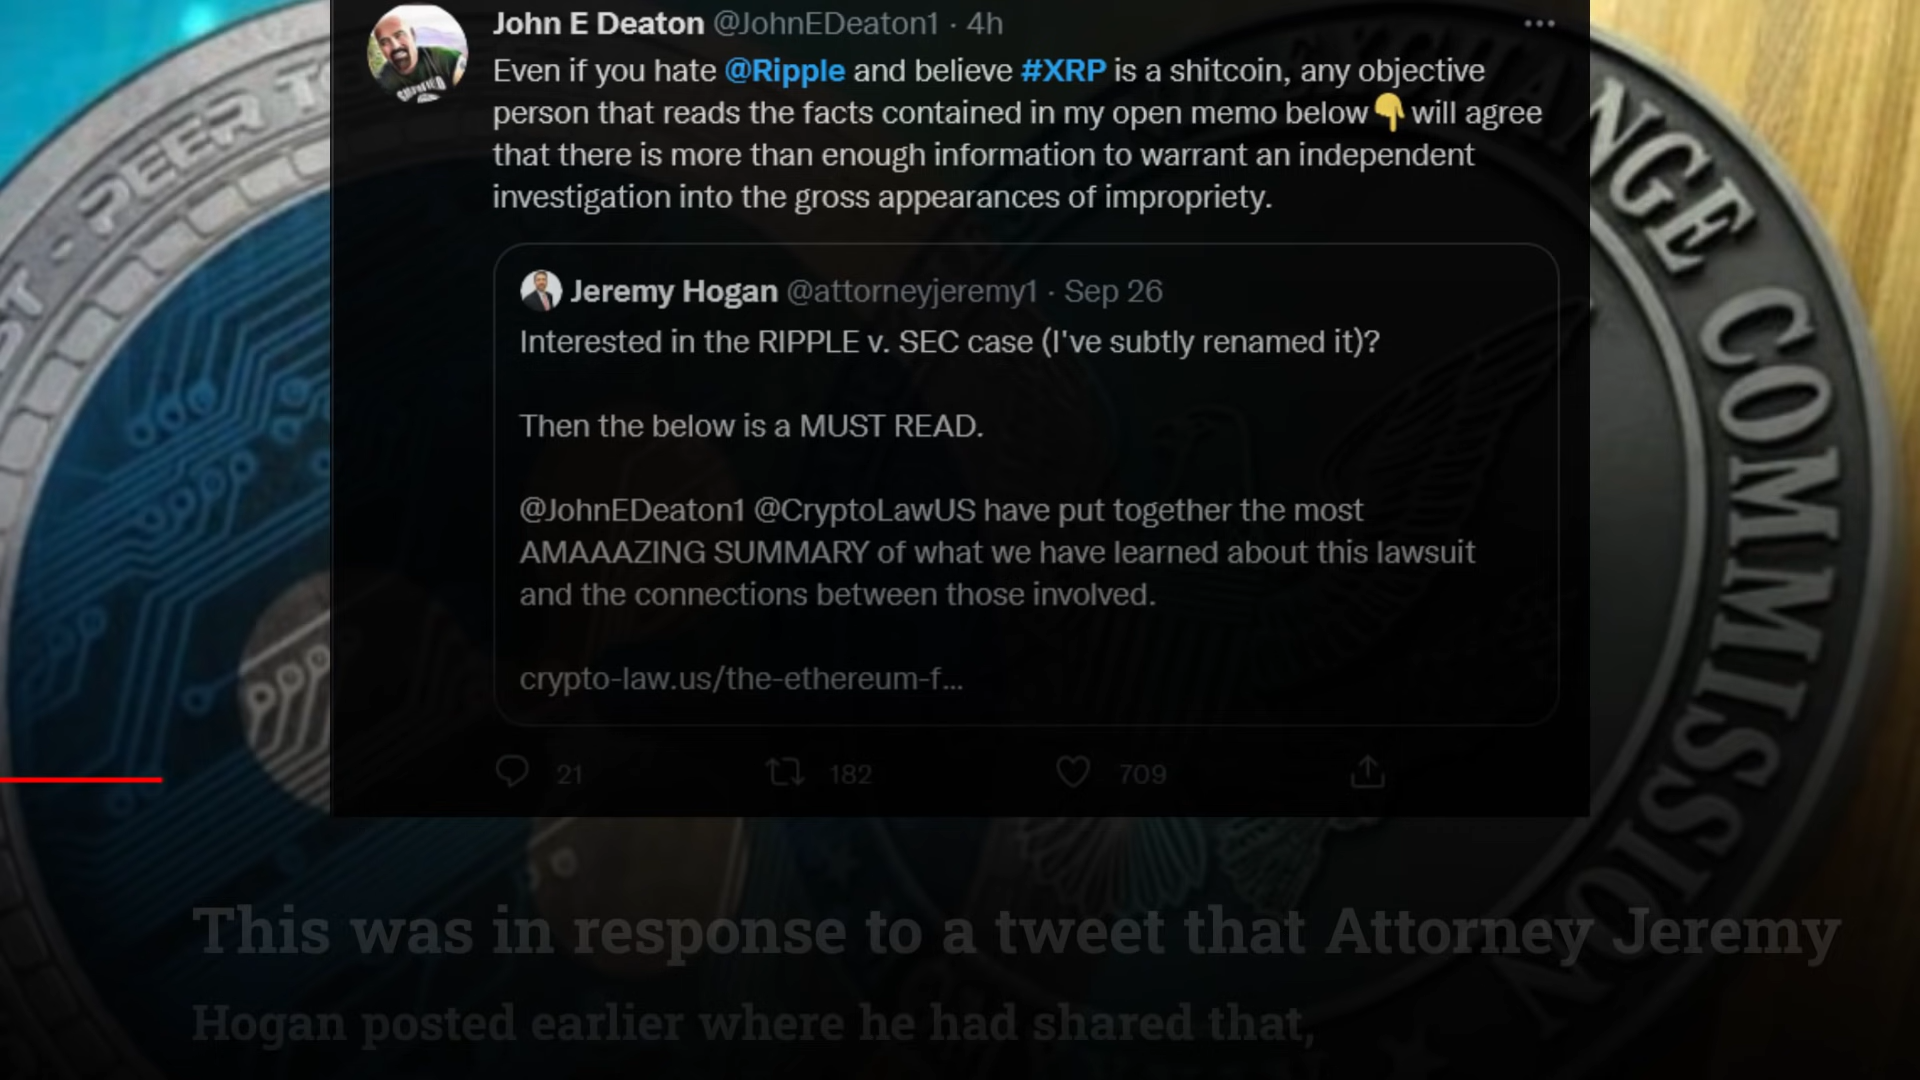 John E Deaton @JohnEDeaton1 · 4h
Even if you hate @Ripple and believe #XRP is a shitcoin, any objective
person that reads the facts contained in my open memo below👇will agree
that there is more than enough information to warrant an independent
investigation into the gross appearances of impropriety.
Jeremy Hogan @attorneyjeremy1 · Sep 26
Interested in the RIPPLE v. SEC case (I've subtly renamed it)?
Then the below is a MUST READ.
@JohnEDeaton1 @CryptoLawUS have put together the most
AMAAAZING SUMMARY of what we have learned about this lawsuit
and the connections between those involved.
crypto-law.us/the-ethereum-f...
21 182 709
PEER TO
EXCHANGE COMMISSION
This was in response to a tweet that Attorney Jeremy
Hogan posted earlier where he had shared that,